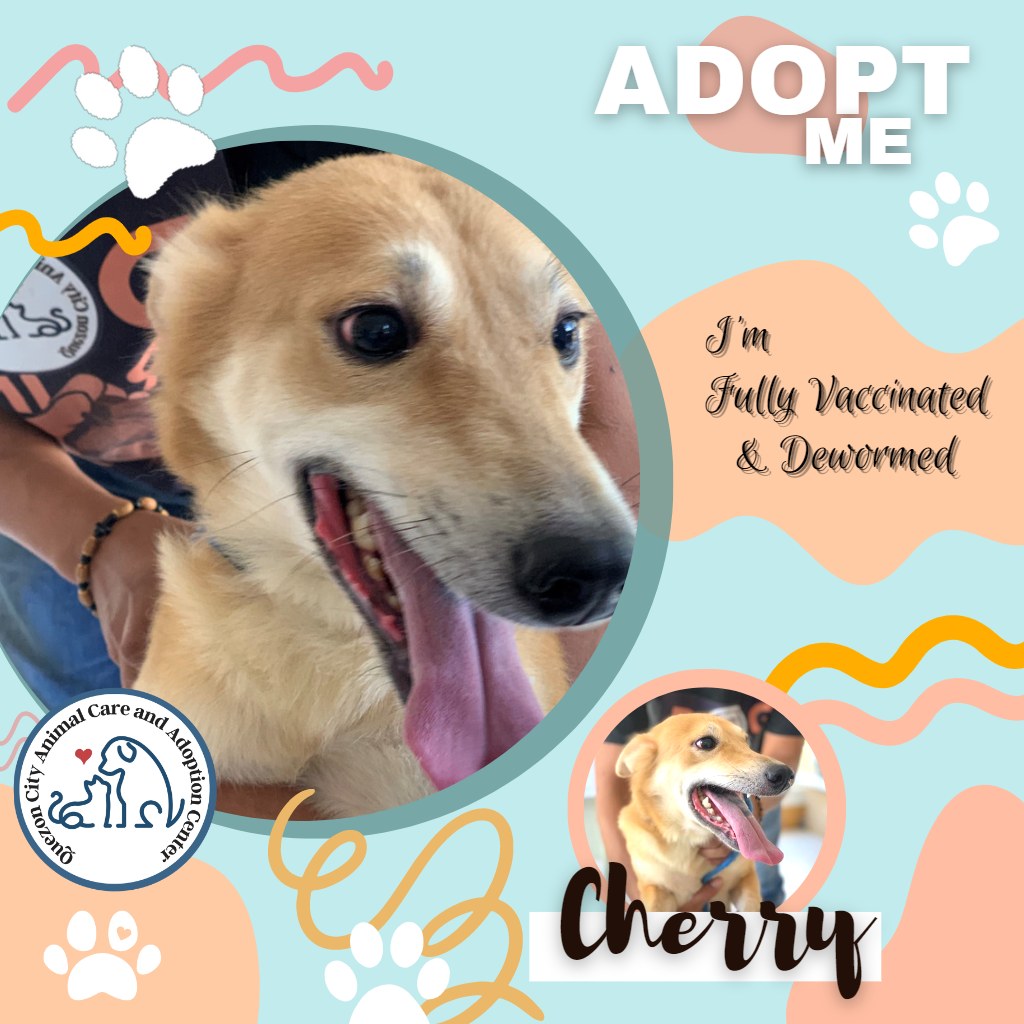 ADOPT
ME
I'm
Fully Vaccinated
& Dewormed
Quezon City Animal Care and Adoption Center
Cherry